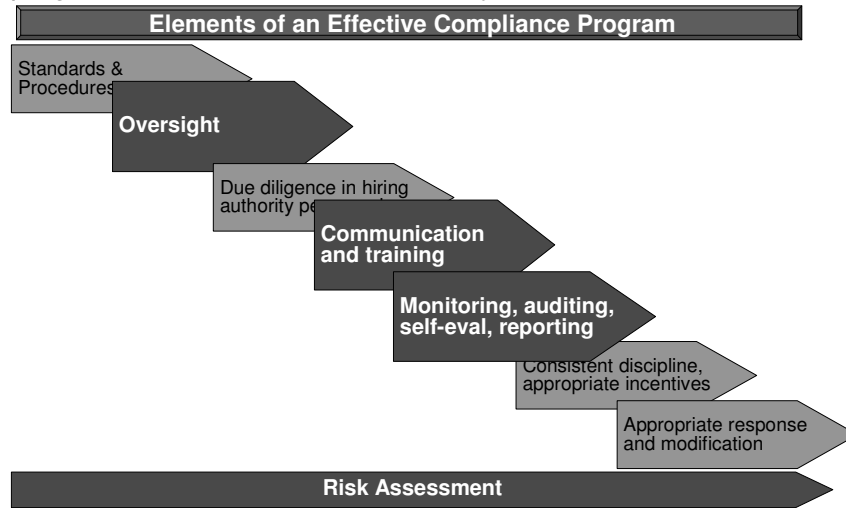 Elements of an Effective Compliance Program
Standards &
Procedures
Oversight
Due diligence in hiring
authority
Communication
and training
Monitoring, auditing,
self-eval, reporting
Consistent discipline,
appropriate incentives
Appropriate response
and modification
Risk Assessment